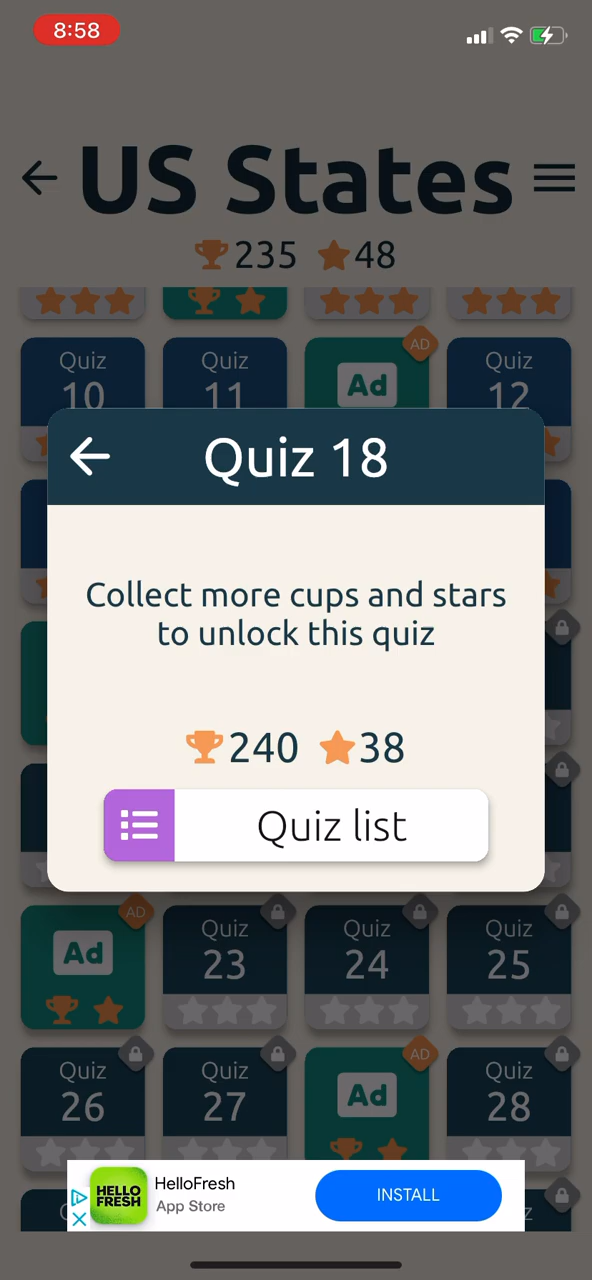 8:58
US States
235 48
AD
Quiz Quiz Ad Quiz
10 11 12
Quiz 18
Collect more cups and stars
to unlock this quiz
240 38
Quiz list
AD
Ad Quiz Quiz Quiz
23 24 25
AD
Quiz Quiz Ad Quiz
26 27 28
HELLO
FRESH
HelloFresh
App Store
INSTALL